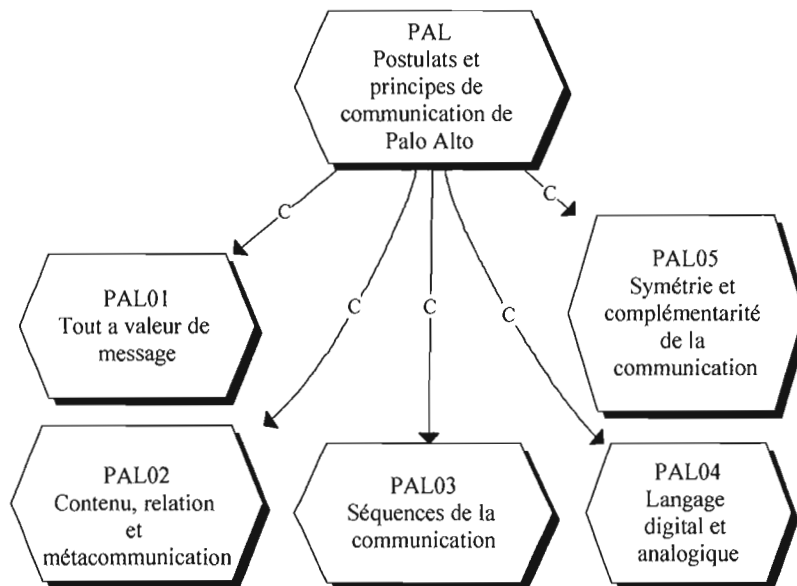 PAL
Postulats et
principes de
communication de
Palo Alto
C
C
C
C
C
PAL01
Tout a valeur de
message
PAL05
Symétrie et
complémentarité
de la
communication
PAL02
Contenu, relation
et
métacommunication
PAL03
Séquences de la
communication
PAL04
Langage
digital et
analogique